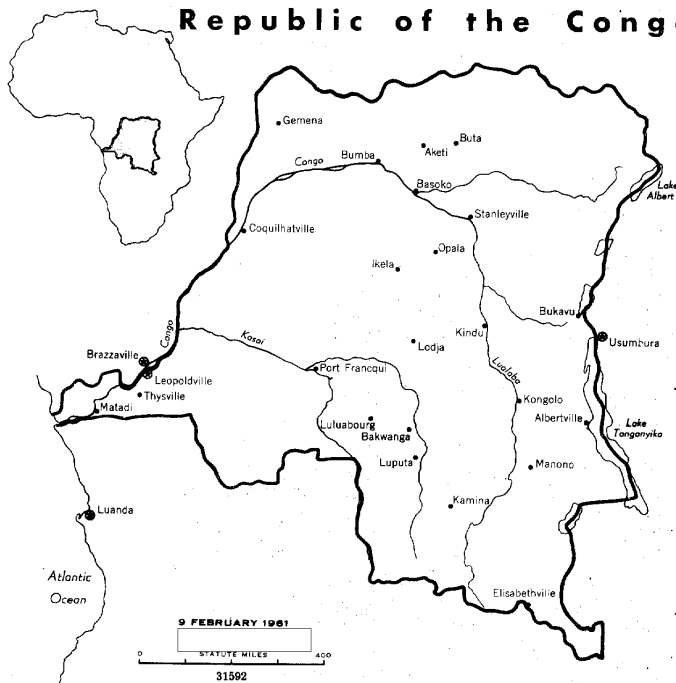 Republic of the Cong
Gemena
Buta
Aketi
Congo
Bumba
Basoko
Lake
Albert
Stanleyville
Coquilhatville
Opala
Ikela
Bukavu
Congo
Kasai
Kindu
Usumbura
Lodja
Brazzaville
Leopoldville
Port Francqui
Lualaba
Thysville
Kongolo
Matadi
Luluabourg
Albertville
Lake
Tanganyika
Bakwanga
Luputa
Manono
Kamina
Luanda
Atlantic
Ocean
Elisabethville
9 FEBRUARY 1961
STATUTE MILES
0 400
31592